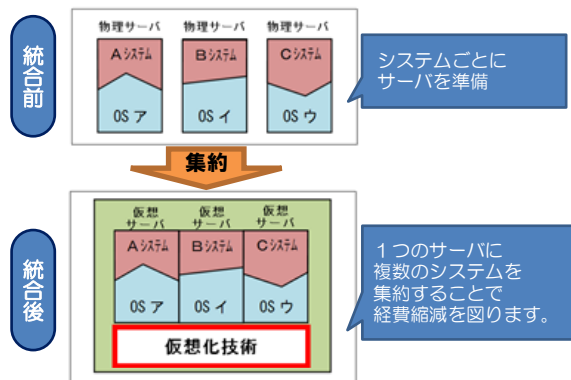 統合前
物理サーバ 物理サーバ 物理サーバ
Aシステム Bシステム Cシステム
OS ア OS イ OS ウ
システムごとに
サーバを準備
集約
統合後
仮想 仮想 仮想
サーバ サーバ サーバ
Aシステム Bシステム Cシステム
OS ア OS イ OS ウ
仮想化技術
１つのサーバに
複数のシステムを
集約することで
経費縮減を図ります。